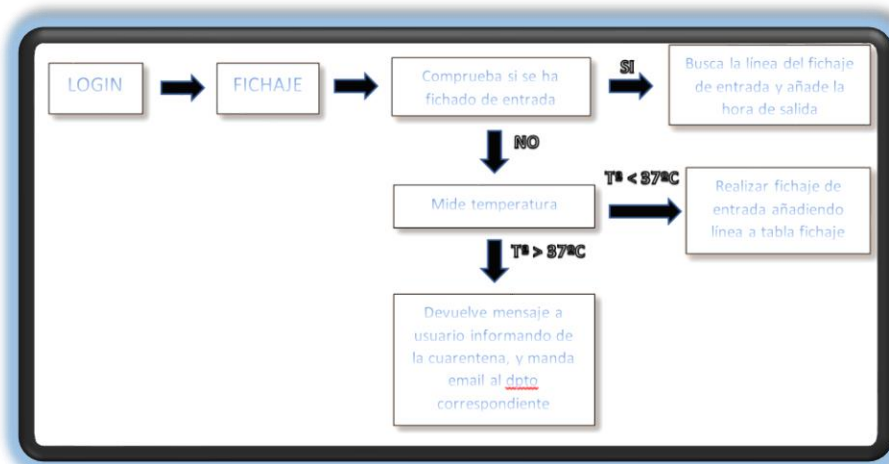 LOGIN
FICHAJE
Comprueba si se ha
fichado de entrada
SI
Busca la línea del fichaje
de entrada y añade la
hora de salida
NO
Mide temperatura
Tª < 37ºC
Realizar fichaje de
entrada añadiendo
línea a tabla fichaje
Tª > 37ºC
Devuelve mensaje a
usuario informando de
la cuarentena, y manda
email al dpto
correspondiente